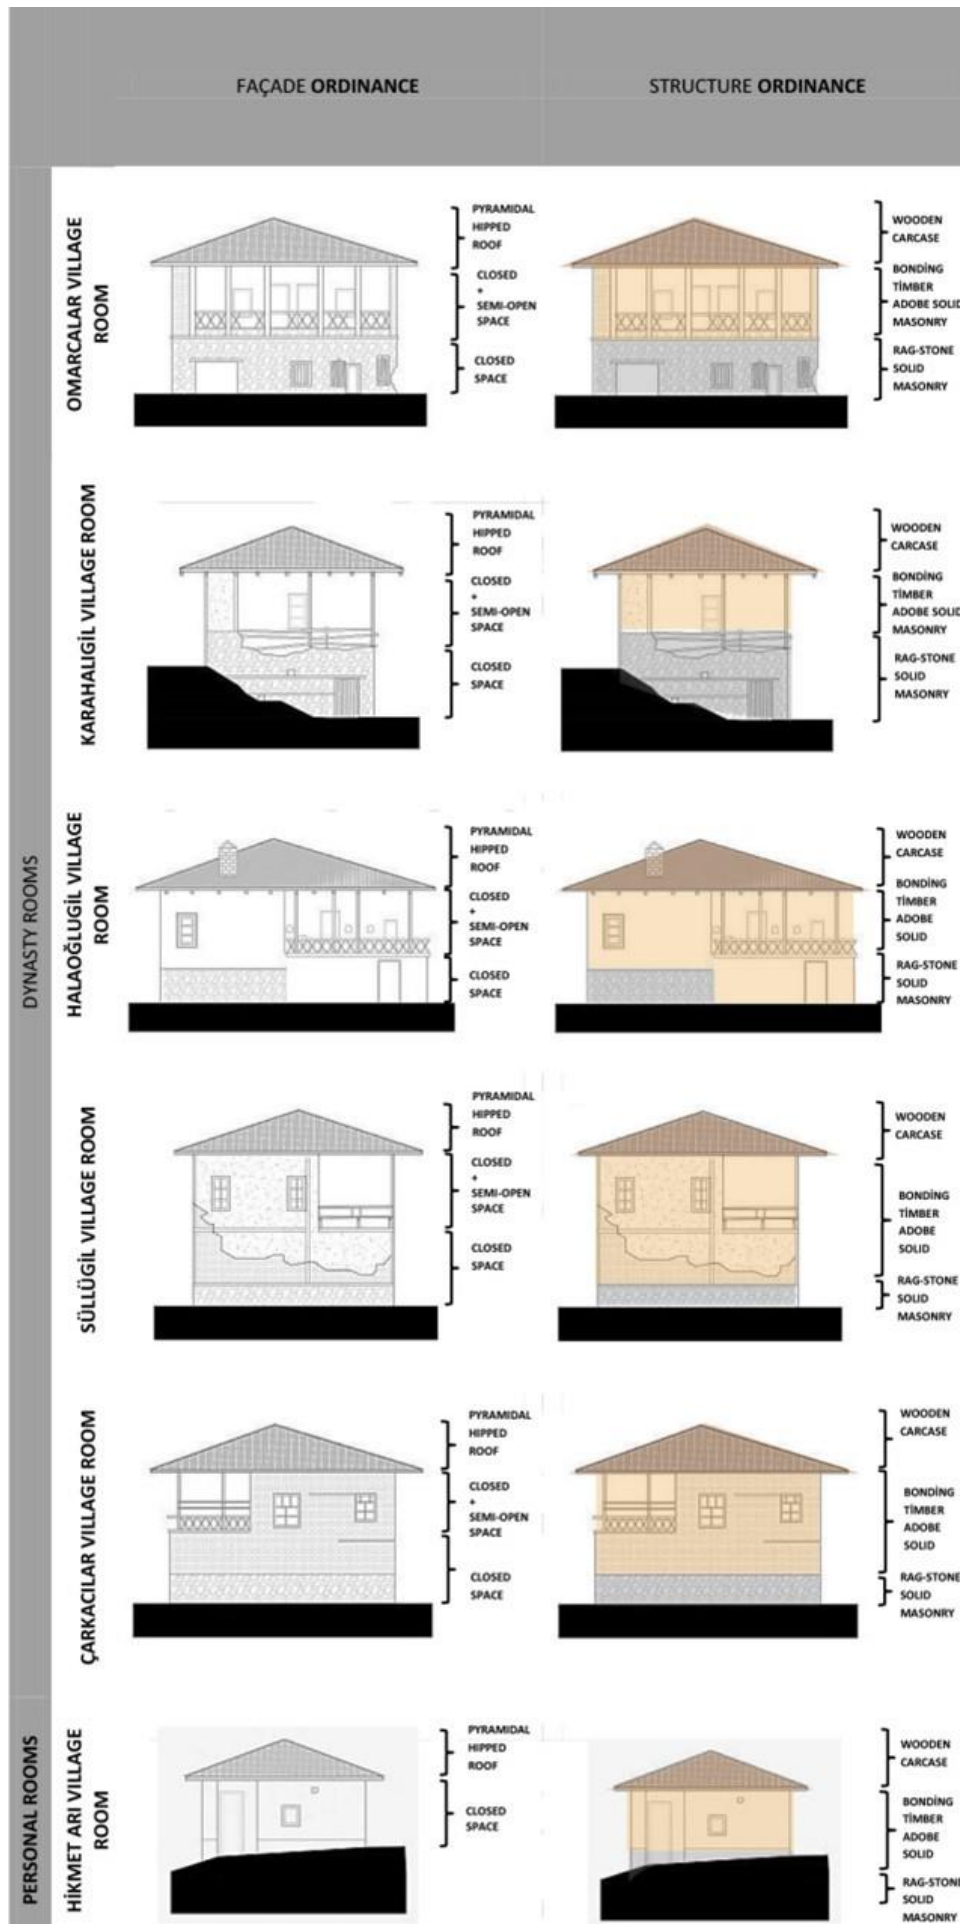 FAÇADE ORDINANCE
STRUCTURE ORDINANCE
DYNASTY ROOMS
OMARCALAR VILLAGE
ROOM
PYRAMIDAL
HIPPED
ROOF
CLOSED
+
SEMI-OPEN
SPACE
CLOSED
SPACE
WOODEN
CARCASE
BONDİNG
TİMBER
ADOBE SOLID
MASONRY
RAG-STONE
SOLID
MASONRY
KARAHALIGİL VILLAGE ROOM
PYRAMIDAL
HIPPED
ROOF
CLOSED
+
SEMI-OPEN
SPACE
CLOSED
SPACE
WOODEN
CARCASE
BONDİNG
TİMBER
ADOBE SOLID
MASONRY
RAG-STONE
SOLID
MASONRY
HALAOĞLUGİL VILLAGE
ROOM
PYRAMIDAL
HIPPED
ROOF
CLOSED
+
SEMI-OPEN
SPACE
CLOSED
SPACE
WOODEN
CARCASE
BONDİNG
TİMBER
ADOBE
SOLID
RAG-STONE
SOLID
MASONRY
SÜLLÜGİL VILLAGE ROOM
PYRAMIDAL
HIPPED
ROOF
CLOSED
+
SEMI-OPEN
SPACE
CLOSED
SPACE
WOODEN
CARCASE
BONDİNG
TİMBER
ADOBE
SOLID
RAG-STONE
SOLID
MASONRY
ÇARKACILAR VILLAGE ROOM
PYRAMIDAL
HIPPED
ROOF
CLOSED
+
SEMI-OPEN
SPACE
CLOSED
SPACE
WOODEN
CARCASE
BONDİNG
TİMBER
ADOBE
SOLID
RAG-STONE
SOLID
MASONRY
PERSONAL ROOMS
HİKMET ARI VILLAGE
ROOM
PYRAMIDAL
HIPPED
ROOF
CLOSED
SPACE
WOODEN
CARCASE
BONDİNG
TİMBER
ADOBE
SOLID
RAG-STONE
SOLID
MASONRY